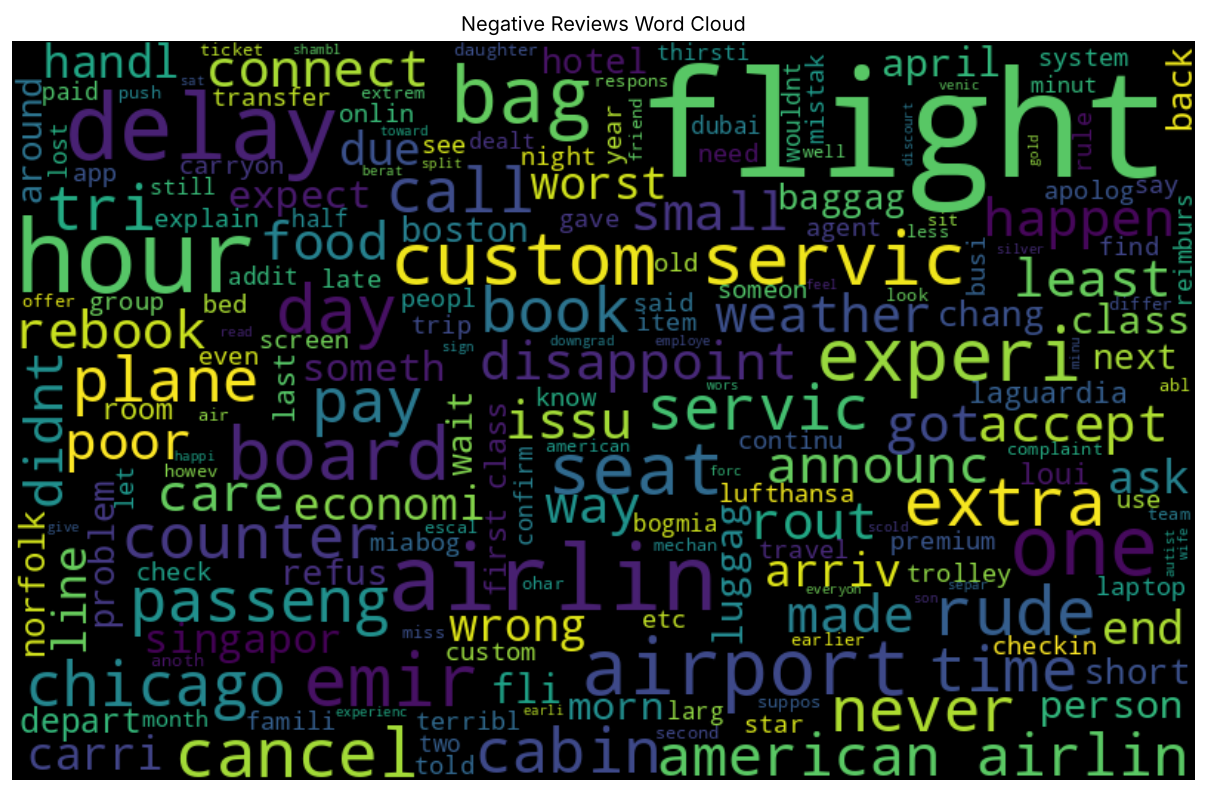 Negative Reviews Word Cloud
handl
ticket
shambl
connect
sat
daughter
hotel
thirsti
april
system
minut
back
paid
push
transfer
extrem
onlin
bag
respons
flight
venic
around
delay
lost
toward
due
see
dealt
year
friend
dubai
wouldnt
mistak
discourt
gold
rule
need
well
app
carryon
berat
split
night
still
expect
call
worst
baggag
apolog
say
tri
explain
half
boston
gave
small
agent
sit
less
happen
reimburs
hour
food
custom servic
old
busi
silver
find
addit
late
someon
feel
look
least
offer
group
bed
day
peopl
book
said
item
weather
chang
differ
class
rebook
read
screen
trip
sign
downgrad
employe
experi
minu
next
even
someth
disappoint
plane
last
pay
wait
know
wors
laguardia
abl
didnt
room
air
first class
issu
servic
got
accept
poor
happi
board
american
continu
complaint
howev
let
confirm
seat
forc
announc
loui
ask
care
economi
way
lufthansa
extra
use
norfolk
give
problem
counter
escal
bogmia
luggag
rout
scold
team
miabog
mechan
travel
premium
one
autist
wife
line
check
refus
airlin
ohar
arriv
trolley
laptop
passeng
everyon
separ
son
singapor
miss
wrong
etc
made
rude
end
earlier
checkin
anoth
custom
chicago
emir
fli
airport
time
short
depart
month
famili
experienc
terribl
earli
morn
larg
suppos
star
never
person
carri
cancel
two
told
cabin
second
american airlin